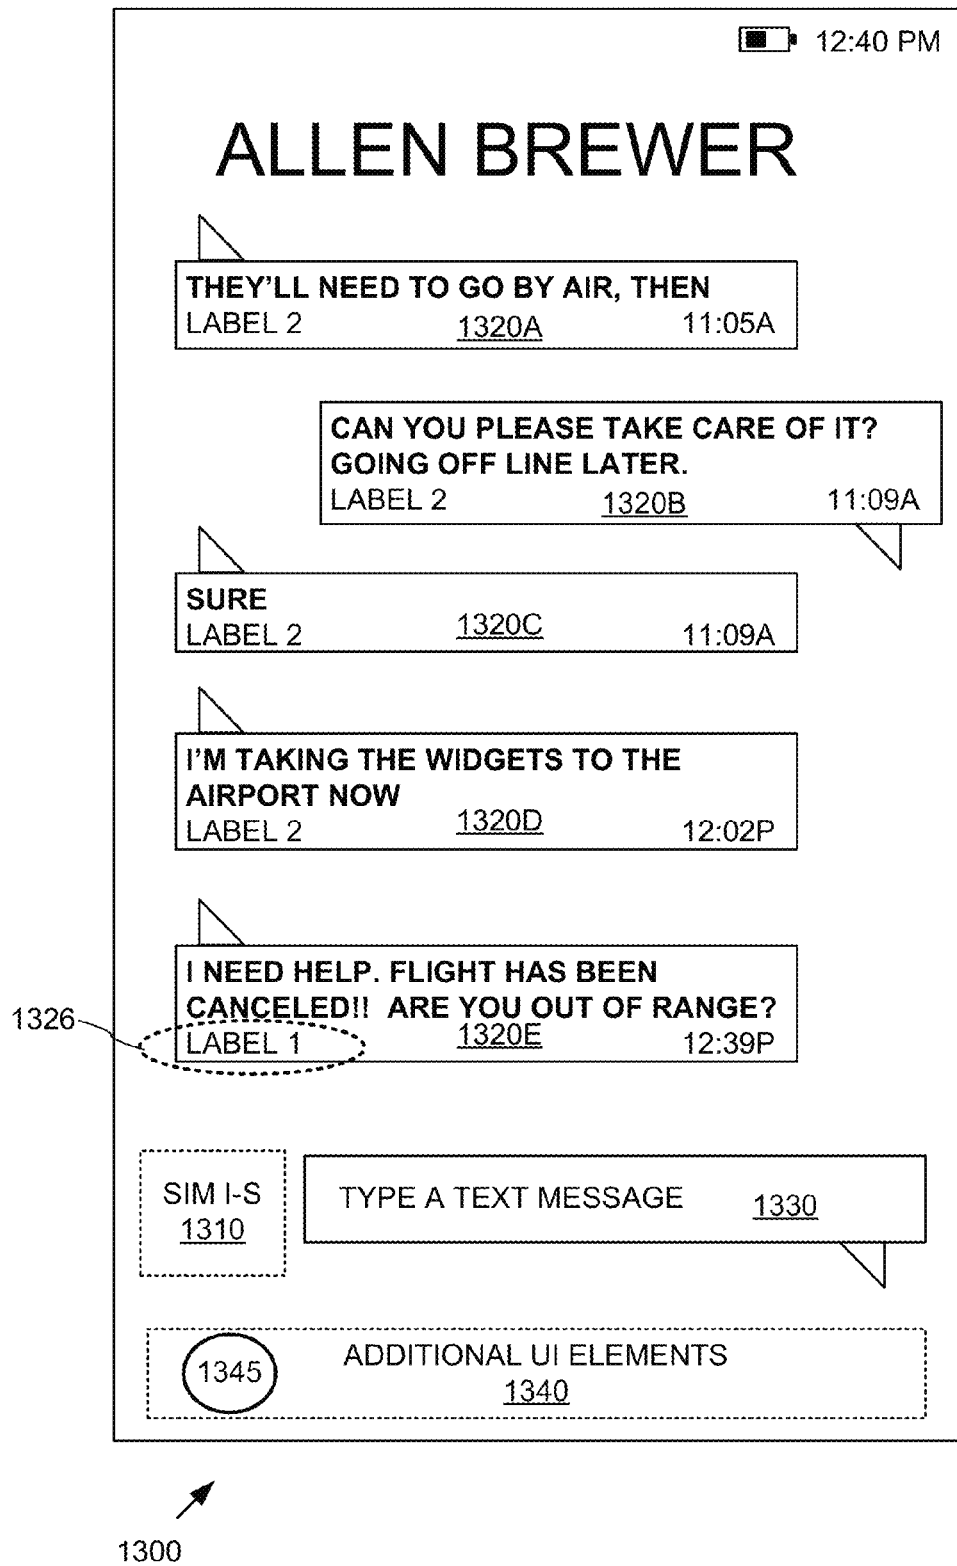 12:40 PM
ALLEN BREWER
THEY'LL NEED TO GO BY AIR, THEN
LABEL 2 1320A 11:05A
CAN YOU PLEASE TAKE CARE OF IT?
GOING OFF LINE LATER.
LABEL 2 1320B 11:09A
SURE
LABEL 2 1320C 11:09A
I'M TAKING THE WIDGETS TO THE
AIRPORT NOW
LABEL 2 1320D 12:02P
I NEED HELP. FLIGHT HAS BEEN
CANCELED!! ARE YOU OUT OF RANGE?
1326 LABEL 1 1320E 12:39P
SIM I-S
1310
TYPE A TEXT MESSAGE 1330
1345 ADDITIONAL UI ELEMENTS
1340
1300